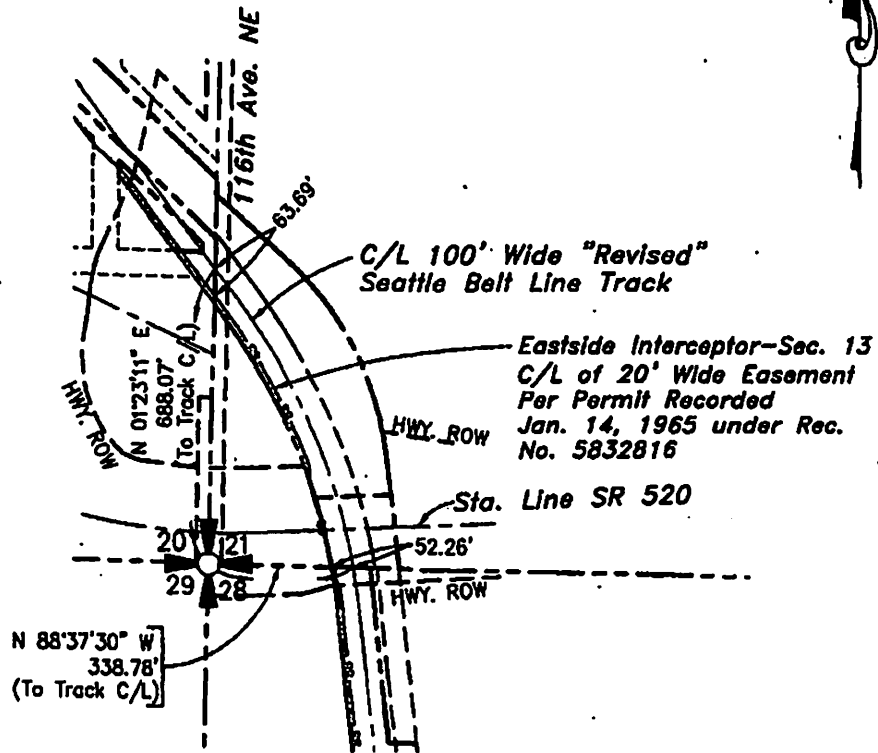 116th Ave. NE
63.69'
C/L 100' Wide "Revised"
Seattle Belt Line Track
Eastside Interceptor-Sec. 13
C/L of 20' Wide Easement
Per Permit Recorded
Jan. 14, 1965 under Rec.
No. 5832816
N 01°23'11" E
688.07'
(To Track C/L)
HWY. ROW
HWY. ROW
Sta. Line SR 520
20 21
29 28
52.26'
HWY. ROW
N 88°37'30" W
338.78'
(To Track C/L)